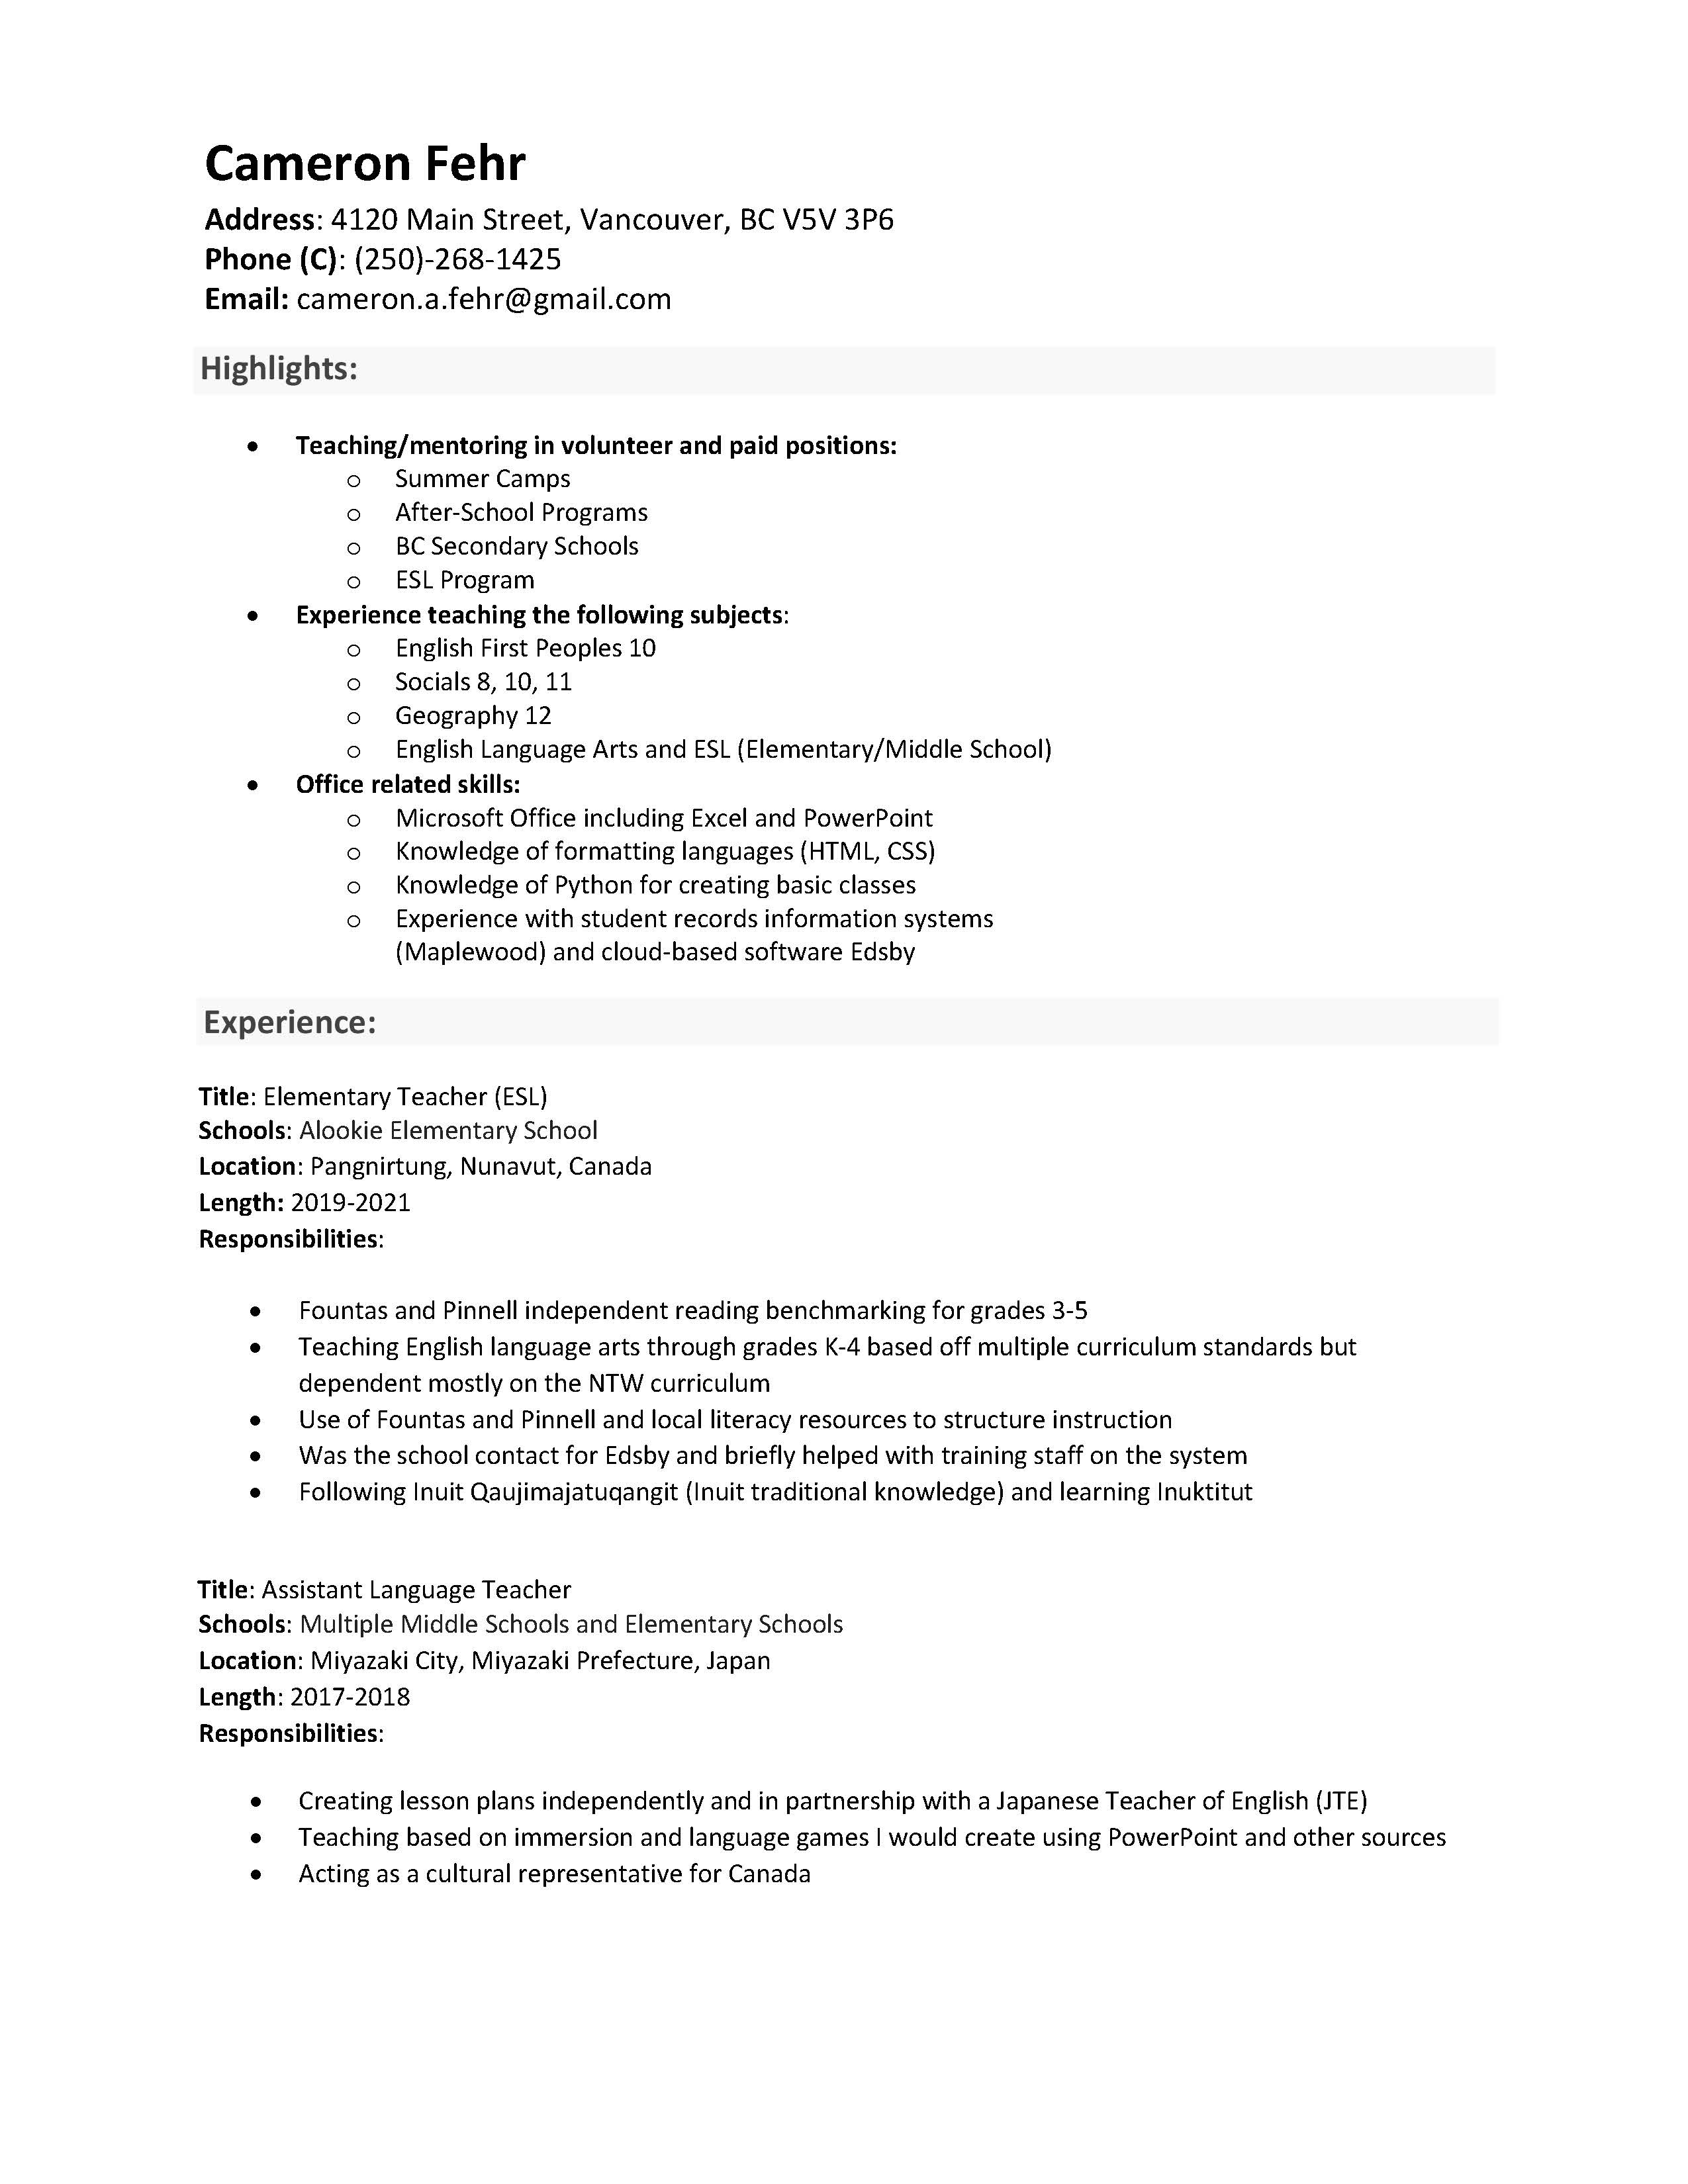 Cameron Fehr
Address: 4120 Main Street, Vancouver, BC V5V 3P6
Phone (C): (250)-268-1425
Email: cameron.a.fehr@gmail.com
Highlights:
• Teaching/mentoring in volunteer and paid positions:
o Summer Camps
o After-School Programs
o BC Secondary Schools
o ESL Program
• Experience teaching the following subjects:
o English First Peoples 10
o Socials 8, 10, 11
o Geography 12
o English Language Arts and ESL (Elementary/Middle School)
• Office related skills:
o Microsoft Office including Excel and PowerPoint
o Knowledge of formatting languages (HTML, CSS)
o Knowledge of Python for creating basic classes
o Experience with student records information systems
(Maplewood) and cloud-based software Edsby
Experience:
Title: Elementary Teacher (ESL)
Schools: Alookie Elementary School
Location: Pangnirtung, Nunavut, Canada
Length: 2019-2021
Responsibilities:
• Fountas and Pinnell independent reading benchmarking for grades 3-5
• Teaching English language arts through grades K-4 based off multiple curriculum standards but
dependent mostly on the NTW curriculum
• Use of Fountas and Pinnell and local literacy resources to structure instruction
• Was the school contact for Edsby and briefly helped with training staff on the system
• Following Inuit Qaujimajatuqangit (Inuit traditional knowledge) and learning Inuktitut
Title: Assistant Language Teacher
Schools: Multiple Middle Schools and Elementary Schools
Location: Miyazaki City, Miyazaki Prefecture, Japan
Length: 2017-2018
Responsibilities:
• Creating lesson plans independently and in partnership with a Japanese Teacher of English (JTE)
• Teaching based on immersion and language games I would create using PowerPoint and other sources
• Acting as a cultural representative for Canada